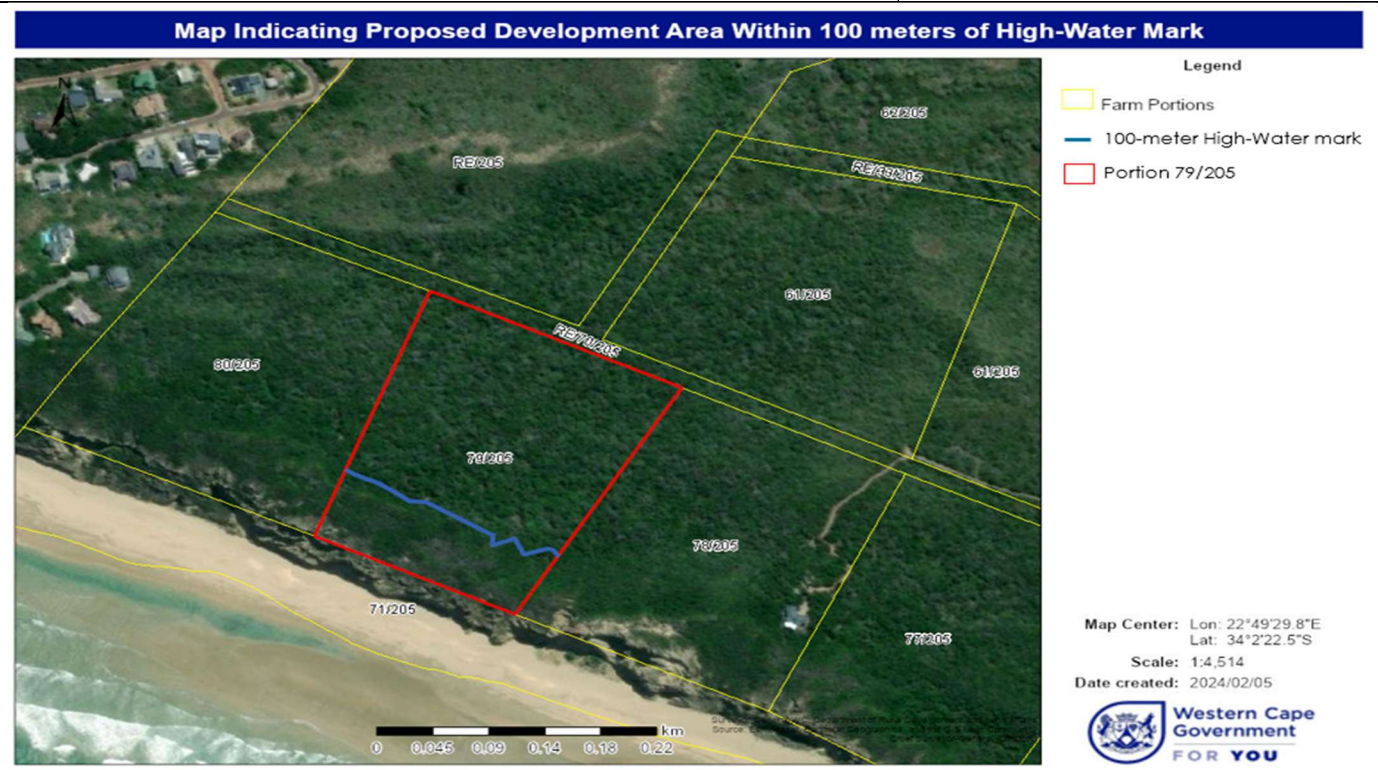 Map Indicating Proposed Development Area Within 100 meters of High-Water Mark
N
Legend
Farm Portions
100-meter High-Water mark
Portion 79/205
62/205
RE/205
RE/33/205
61/205
RE/70/205
80/205
61/205
79/205
78/205
71/205
77/205
km
0 0.045 0.09 0.14 0.18 0.22
Map Center: Lon: 22°49'29.8"E
Lat: 34°2'22.5"S
Scale: 1:4,514
Date created: 2024/02/05
Western Cape
Government
FOR YOU